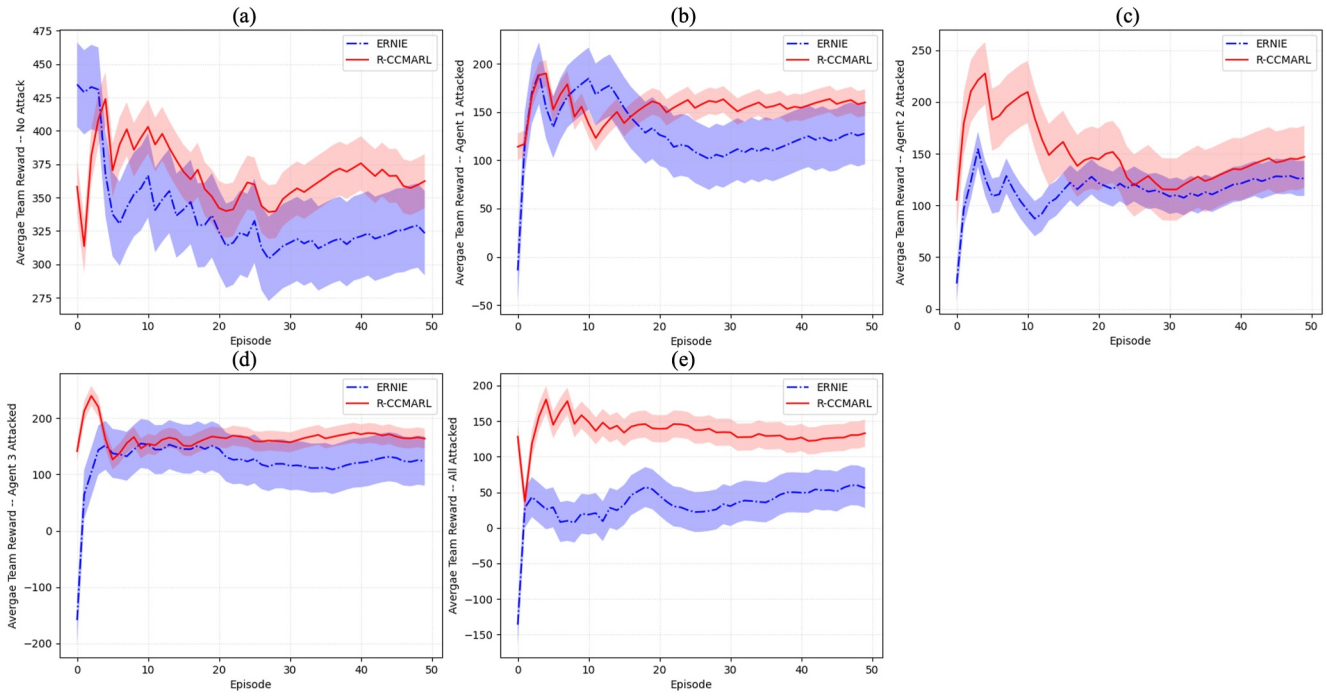 (a)
475
450
425
400
375
350
325
300
275
0
10
20
30
40
50
Episode
Avergae Team Reward -- No Attack
ERNIE
R-CCMARL
(b)
200
150
100
50
0
−50
0
10
20
30
40
50
Episode
Avergae Team Reward -- Agent 1 Attacked
ERNIE
R-CCMARL
(c)
250
200
150
100
50
0
0
10
20
30
40
50
Episode
Avergae Team Reward -- Agent 2 Attacked
ERNIE
R-CCMARL
(d)
200
100
0
−100
−200
0
10
20
30
40
50
Episode
Avergae Team Reward -- Agent 3 Attacked
ERNIE
R-CCMARL
(e)
200
150
100
50
0
−50
−100
−150
0
10
20
30
40
50
Episode
Avergae Team Reward -- All Attacked
ERNIE
R-CCMARL